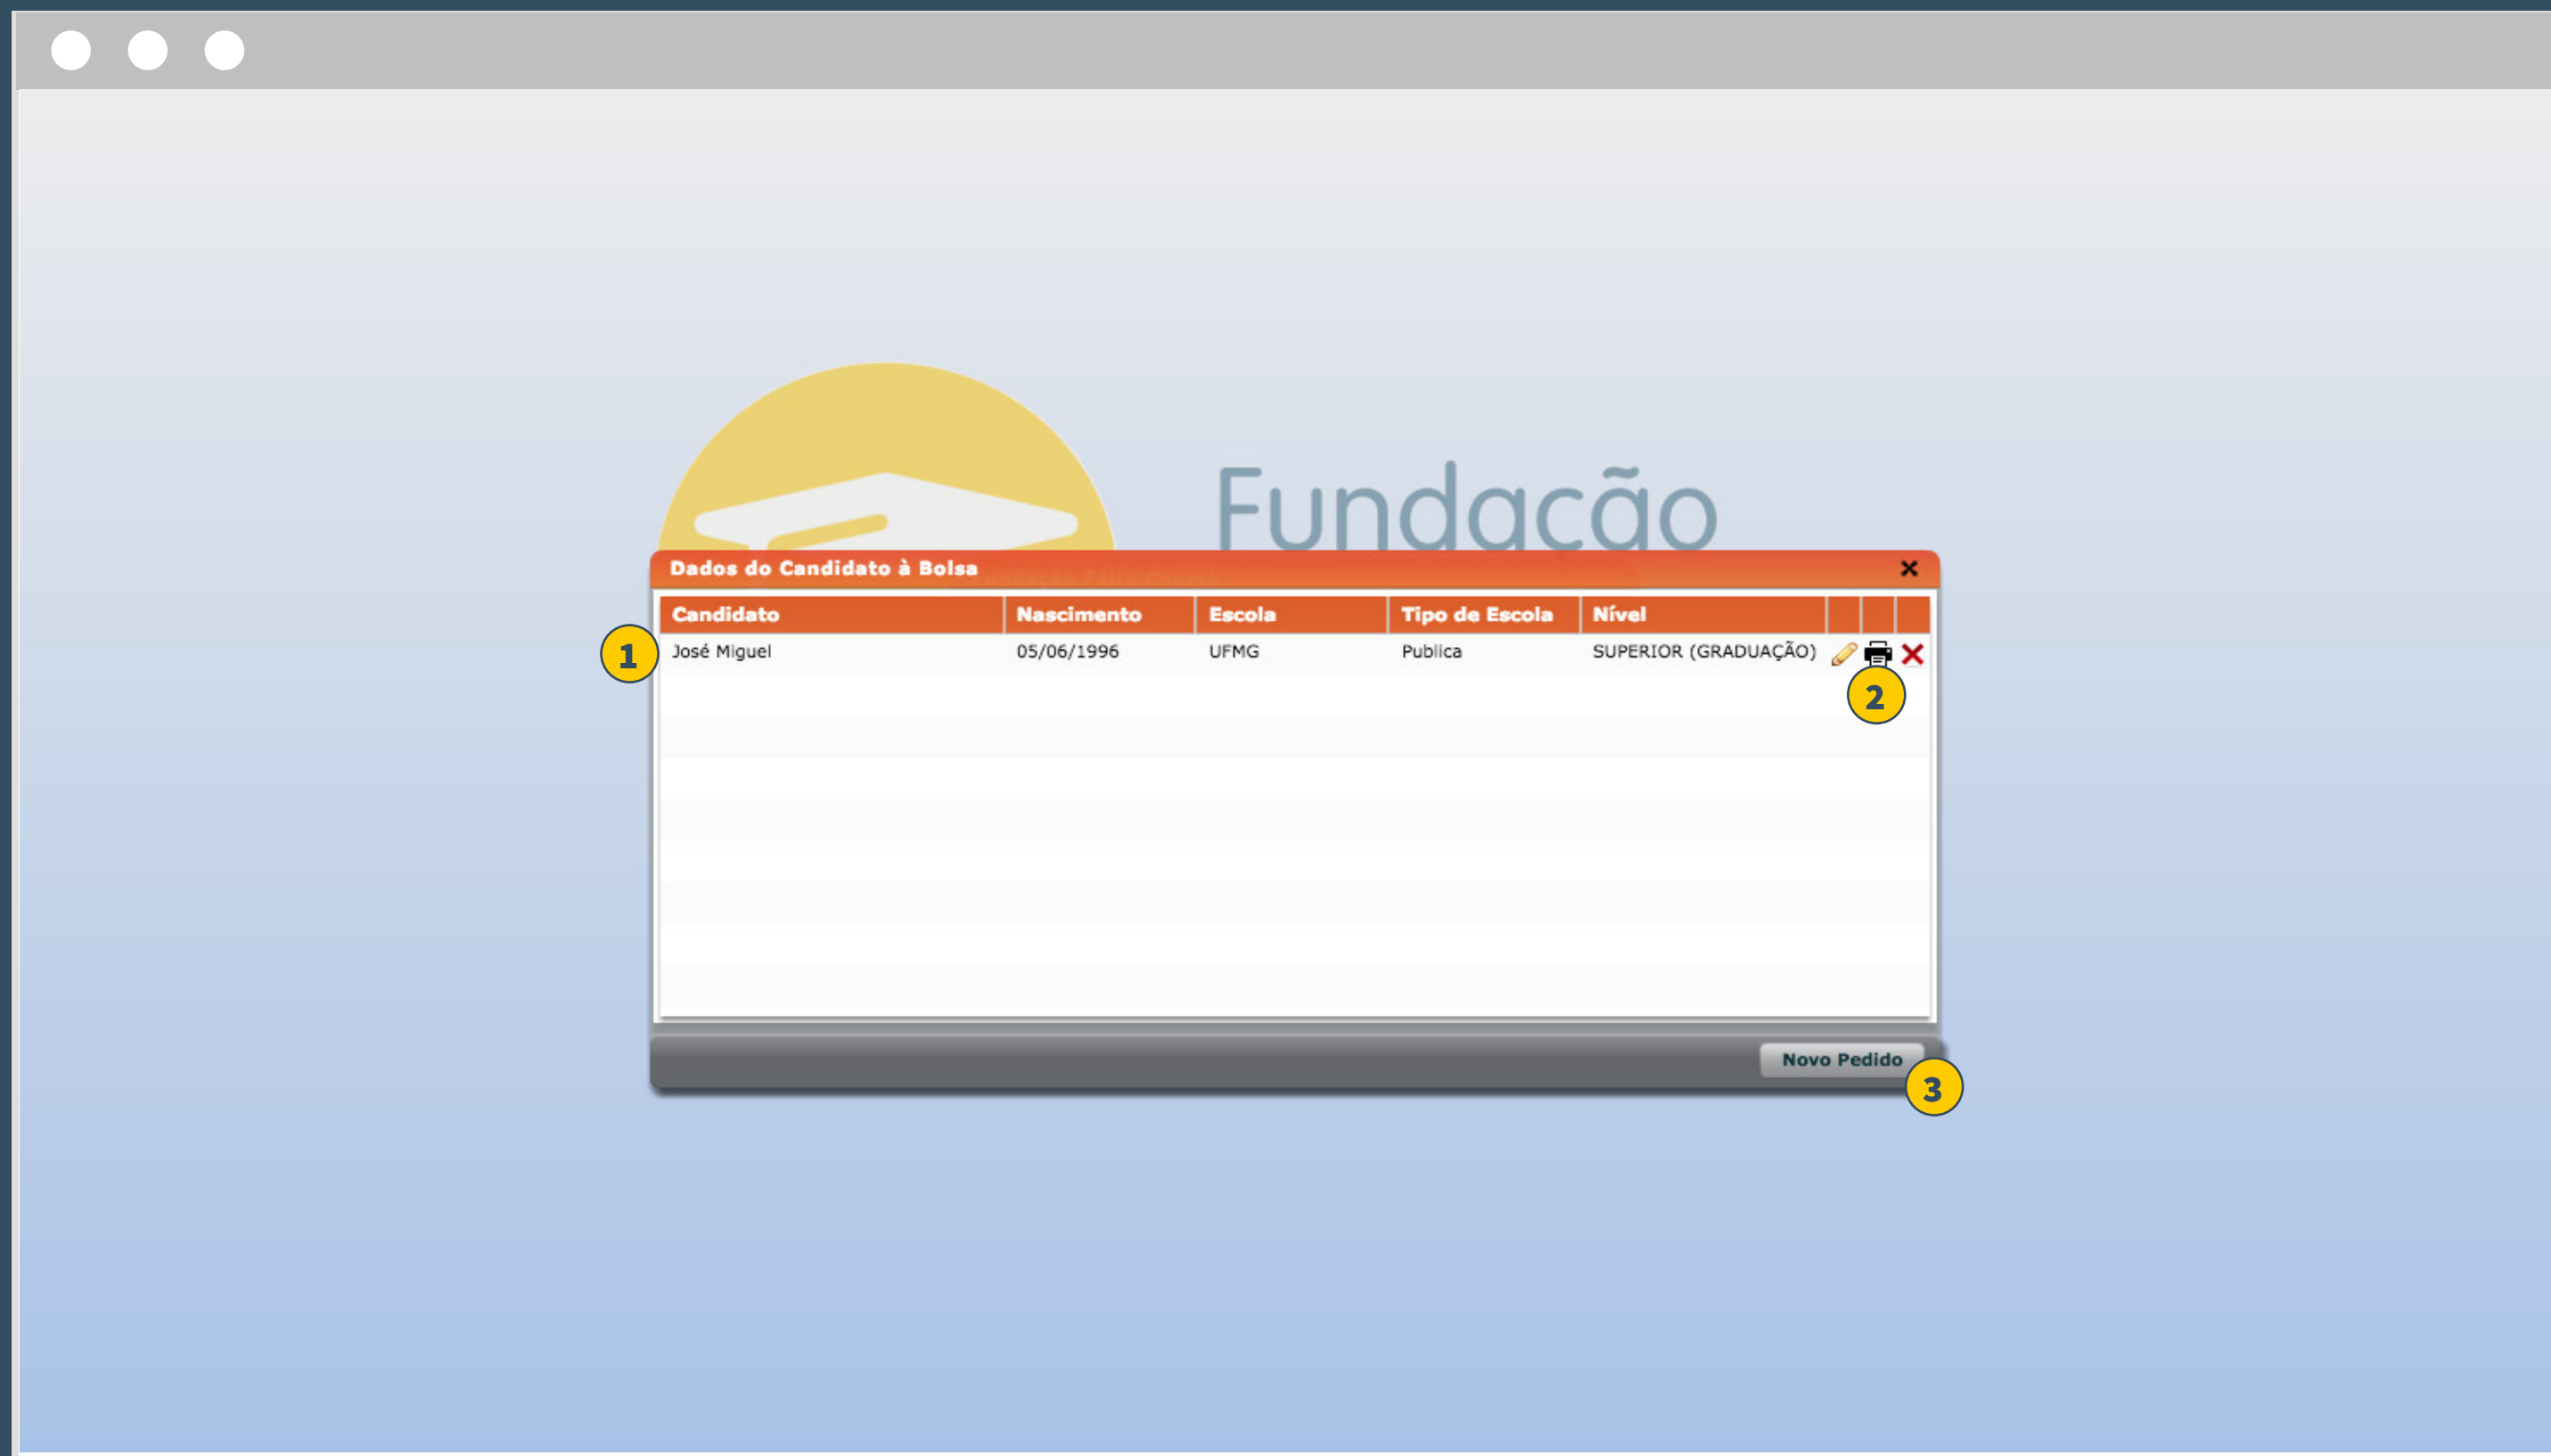 Fundação
Dados do Candidato à Bolsa
Candidato Nascimento Escola Tipo de Escola Nível
1 José Miguel 05/06/1996 UFMG Publica SUPERIOR (GRADUAÇÃO)
2
Novo Pedido
3